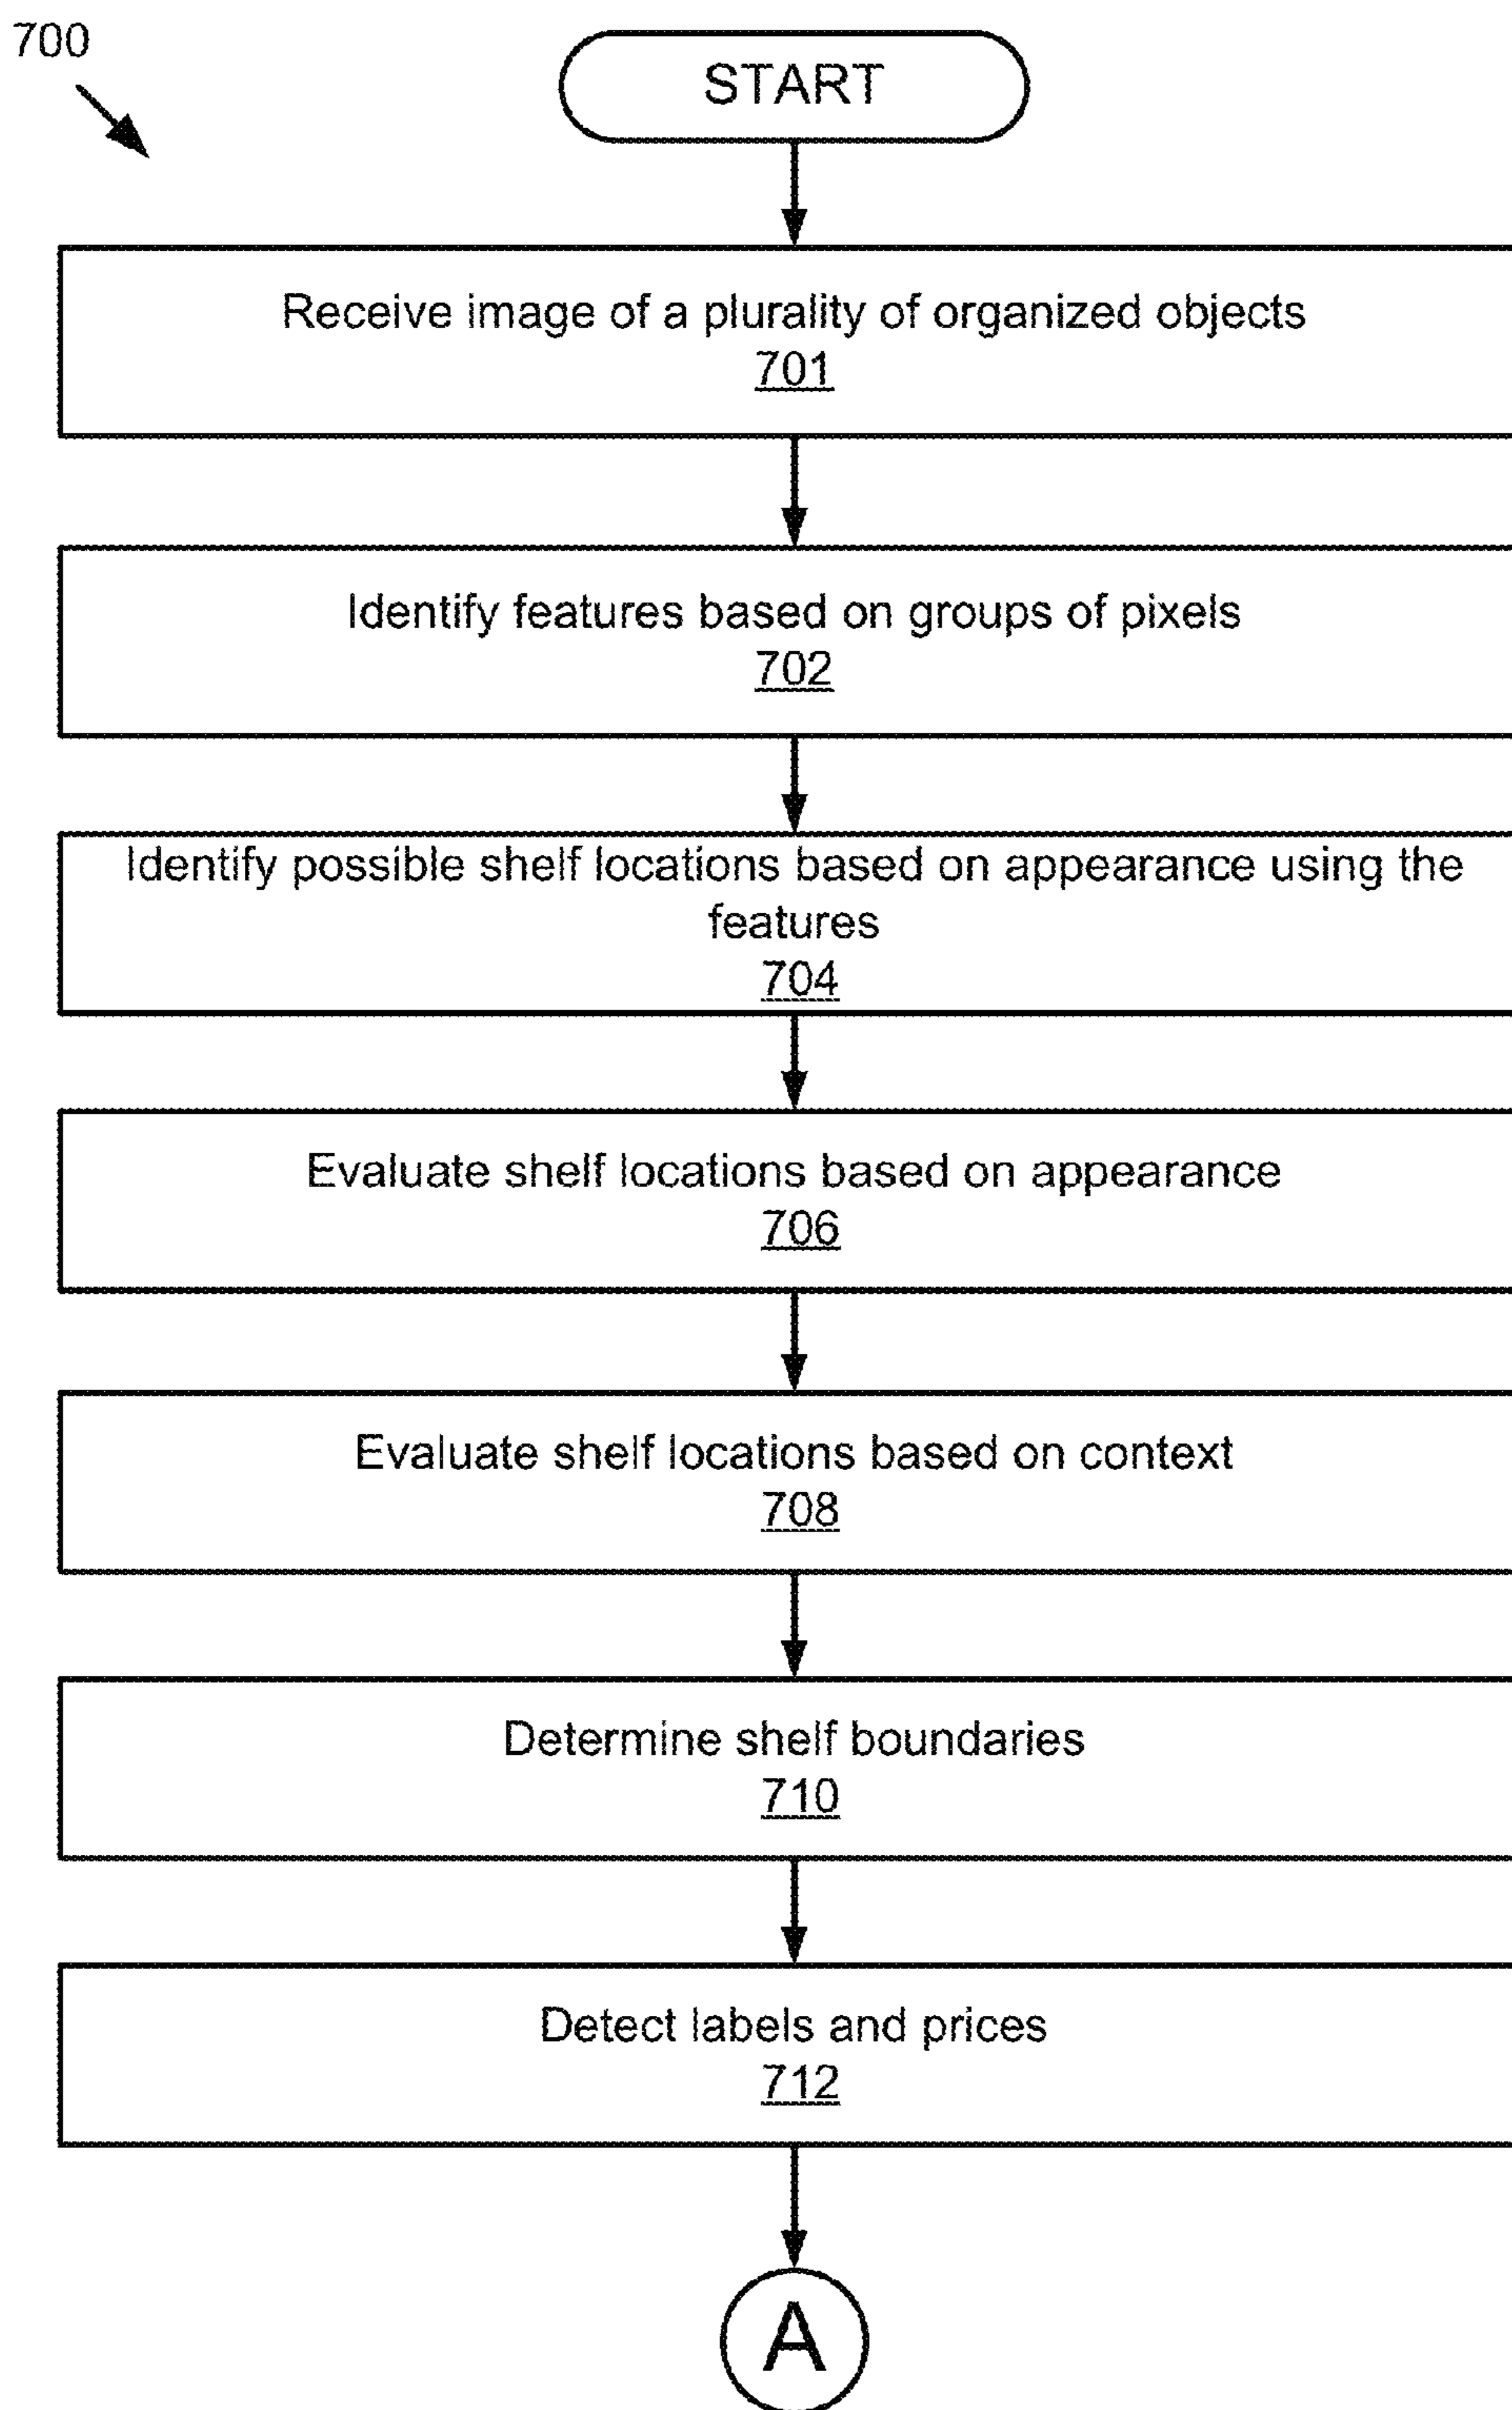 700
START
Receive image of a plurality of organized objects
701
Identify features based on groups of pixels
702
Identify possible shelf locations based on appearance using the
features
704
Evaluate shelf locations based on appearance
706
Evaluate shelf locations based on context
708
Determine shelf boundaries
710
Detect labels and prices
712
A